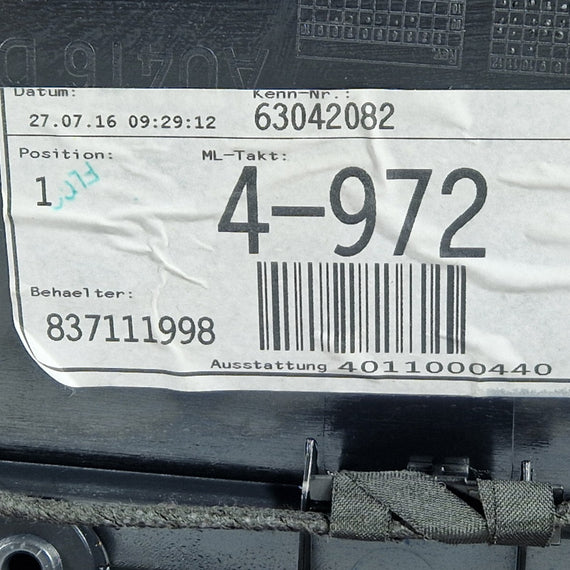 AU416 D
Datum: Kenn-Nr.:
27.07.16 09:29:12 63042082
Position: ML-Takt:
1 4-972
Behaelter:
837111998
Ausstattung 4011000440